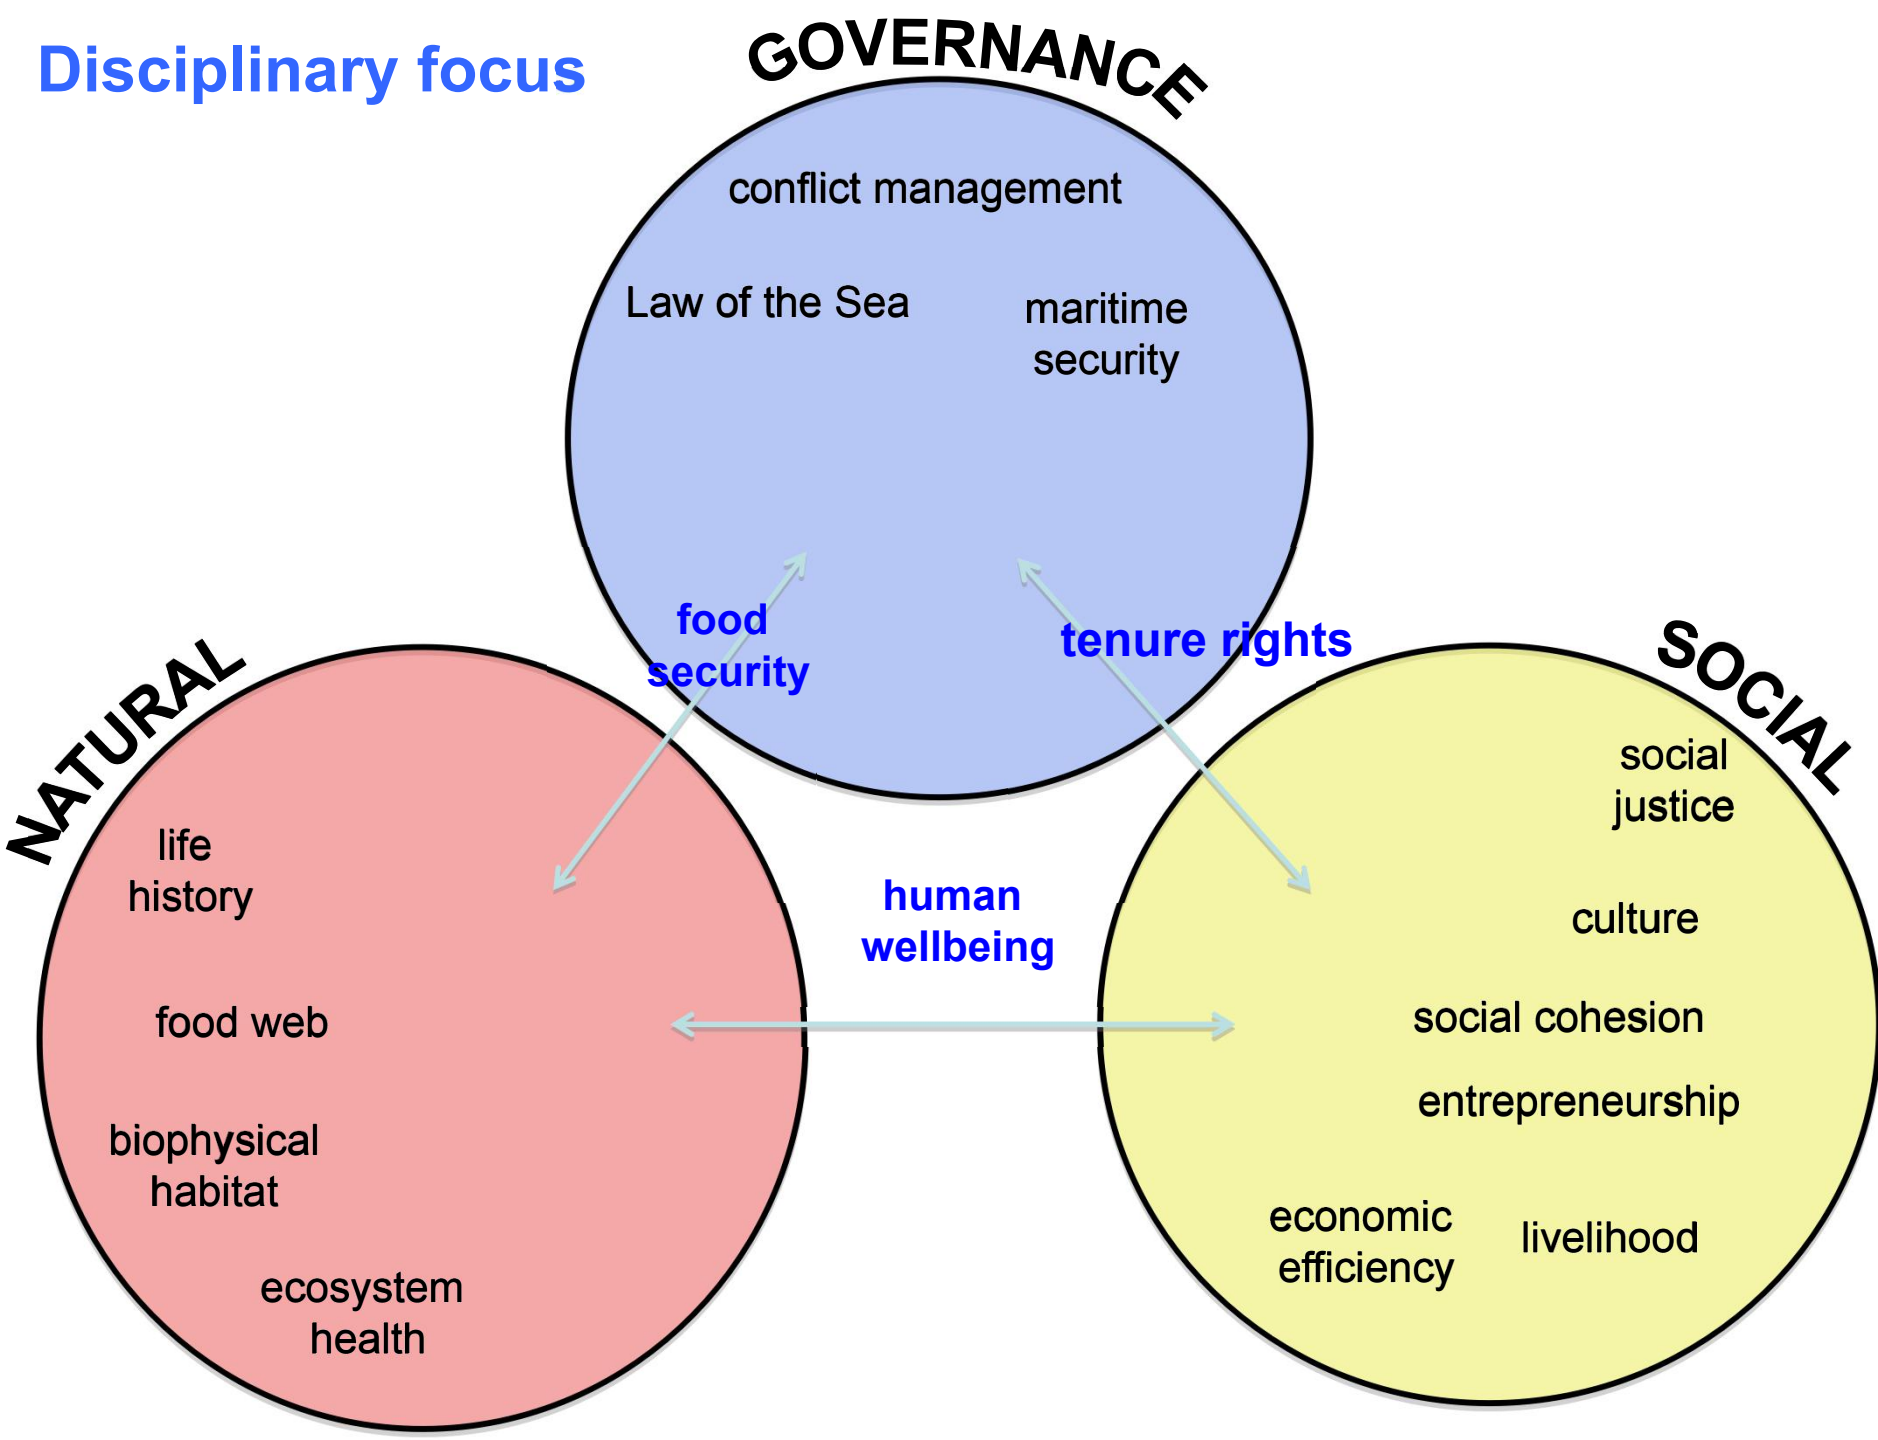 Disciplinary focus
GOVERNANCE
conflict management
Law of the Sea
maritime
security
food
security
tenure rights
NATURAL
SOCIAL
life
history
food web
biophysical
habitat
ecosystem
health
human
wellbeing
social
justice
culture
social cohesion
entrepreneurship
economic
efficiency
livelihood